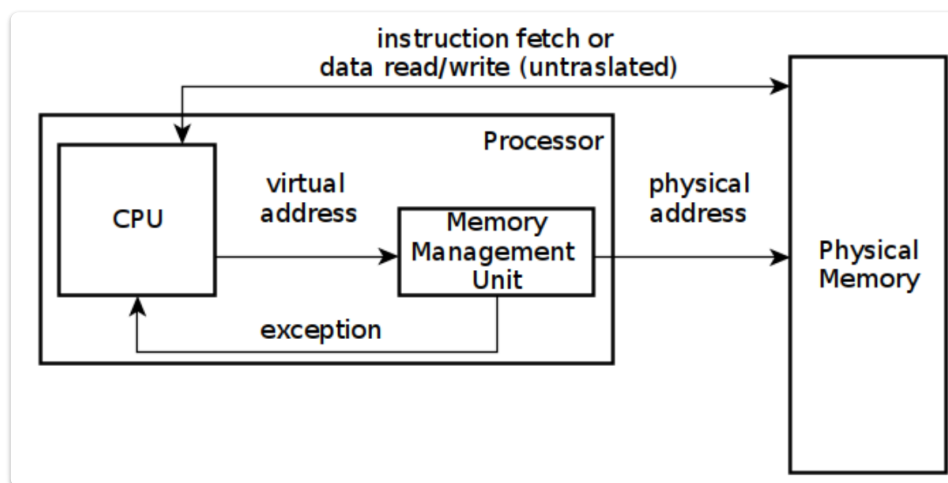 instruction fetch or
data read/write (untraslated)
Processor
CPU
virtual
address
Memory
Management
Unit
physical
address
Physical
Memory
exception